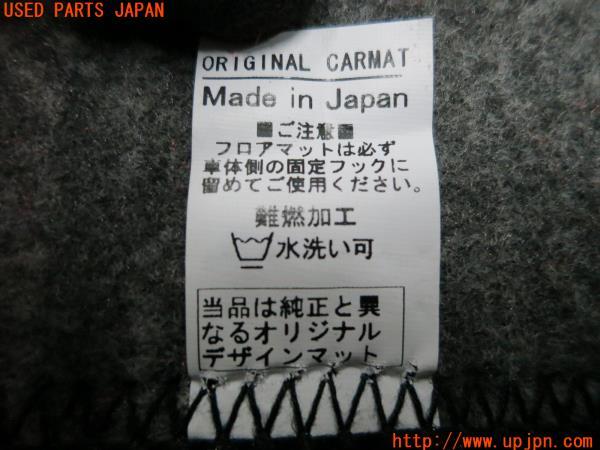 USED PARTS JAPAN
ORIGINAL CARMAT
Made in Japan
■ご注意■
フロアマットは必ず
車体側の固定フックに
留めてご使用ください。
難燃加工
水洗い可
当品は純正と異
なるオリジナル
デザインマット
http://www.upjpn.com/